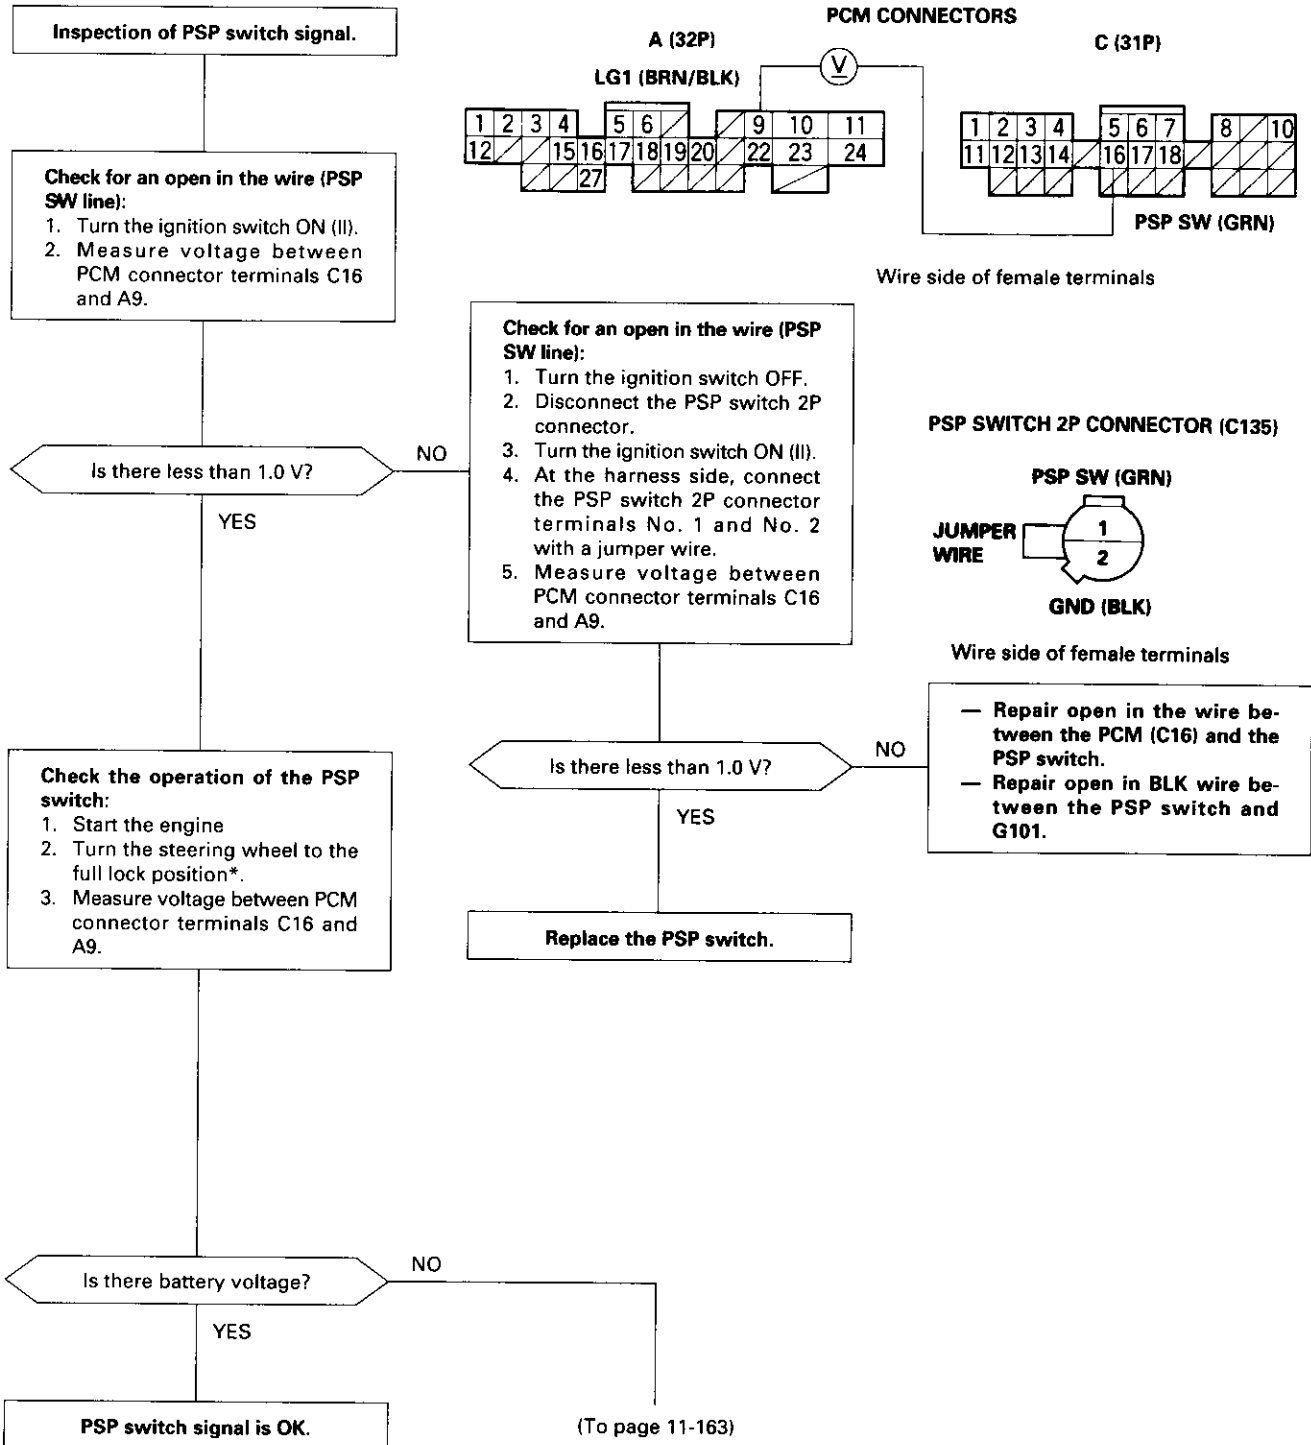 Inspection of PSP switch signal.
PCM CONNECTORS
A (32P)
C (31P)
LG1 (BRN/BLK)
V
1 2 3 4 5 6 9 10 11
12 15 16 17 18 19 20 22 23 24
27
1 2 3 4 5 6 7 8 10
11 12 13 14 16 17 18
PSP SW (GRN)
Wire side of female terminals
Check for an open in the wire (PSP
SW line):
1. Turn the ignition switch ON (II).
2. Measure voltage between
PCM connector terminals C16
and A9.
Is there less than 1.0 V?
NO
YES
Check for an open in the wire (PSP
SW line):
1. Turn the ignition switch OFF.
2. Disconnect the PSP switch 2P
connector.
3. Turn the ignition switch ON (II).
4. At the harness side, connect
the PSP switch 2P connector
terminals No. 1 and No. 2
with a jumper wire.
5. Measure voltage between
PCM connector terminals C16
and A9.
PSP SWITCH 2P CONNECTOR (C135)
PSP SW (GRN)
JUMPER
WIRE
1
2
GND (BLK)
Wire side of female terminals
Is there less than 1.0 V?
NO
YES
— Repair open in the wire be-
tween the PCM (C16) and the
PSP switch.
— Repair open in BLK wire be-
tween the PSP switch and
G101.
Replace the PSP switch.
Check the operation of the PSP
switch:
1. Start the engine
2. Turn the steering wheel to the
full lock position*.
3. Measure voltage between PCM
connector terminals C16 and
A9.
Is there battery voltage?
NO
YES
PSP switch signal is OK.
(To page 11-163)